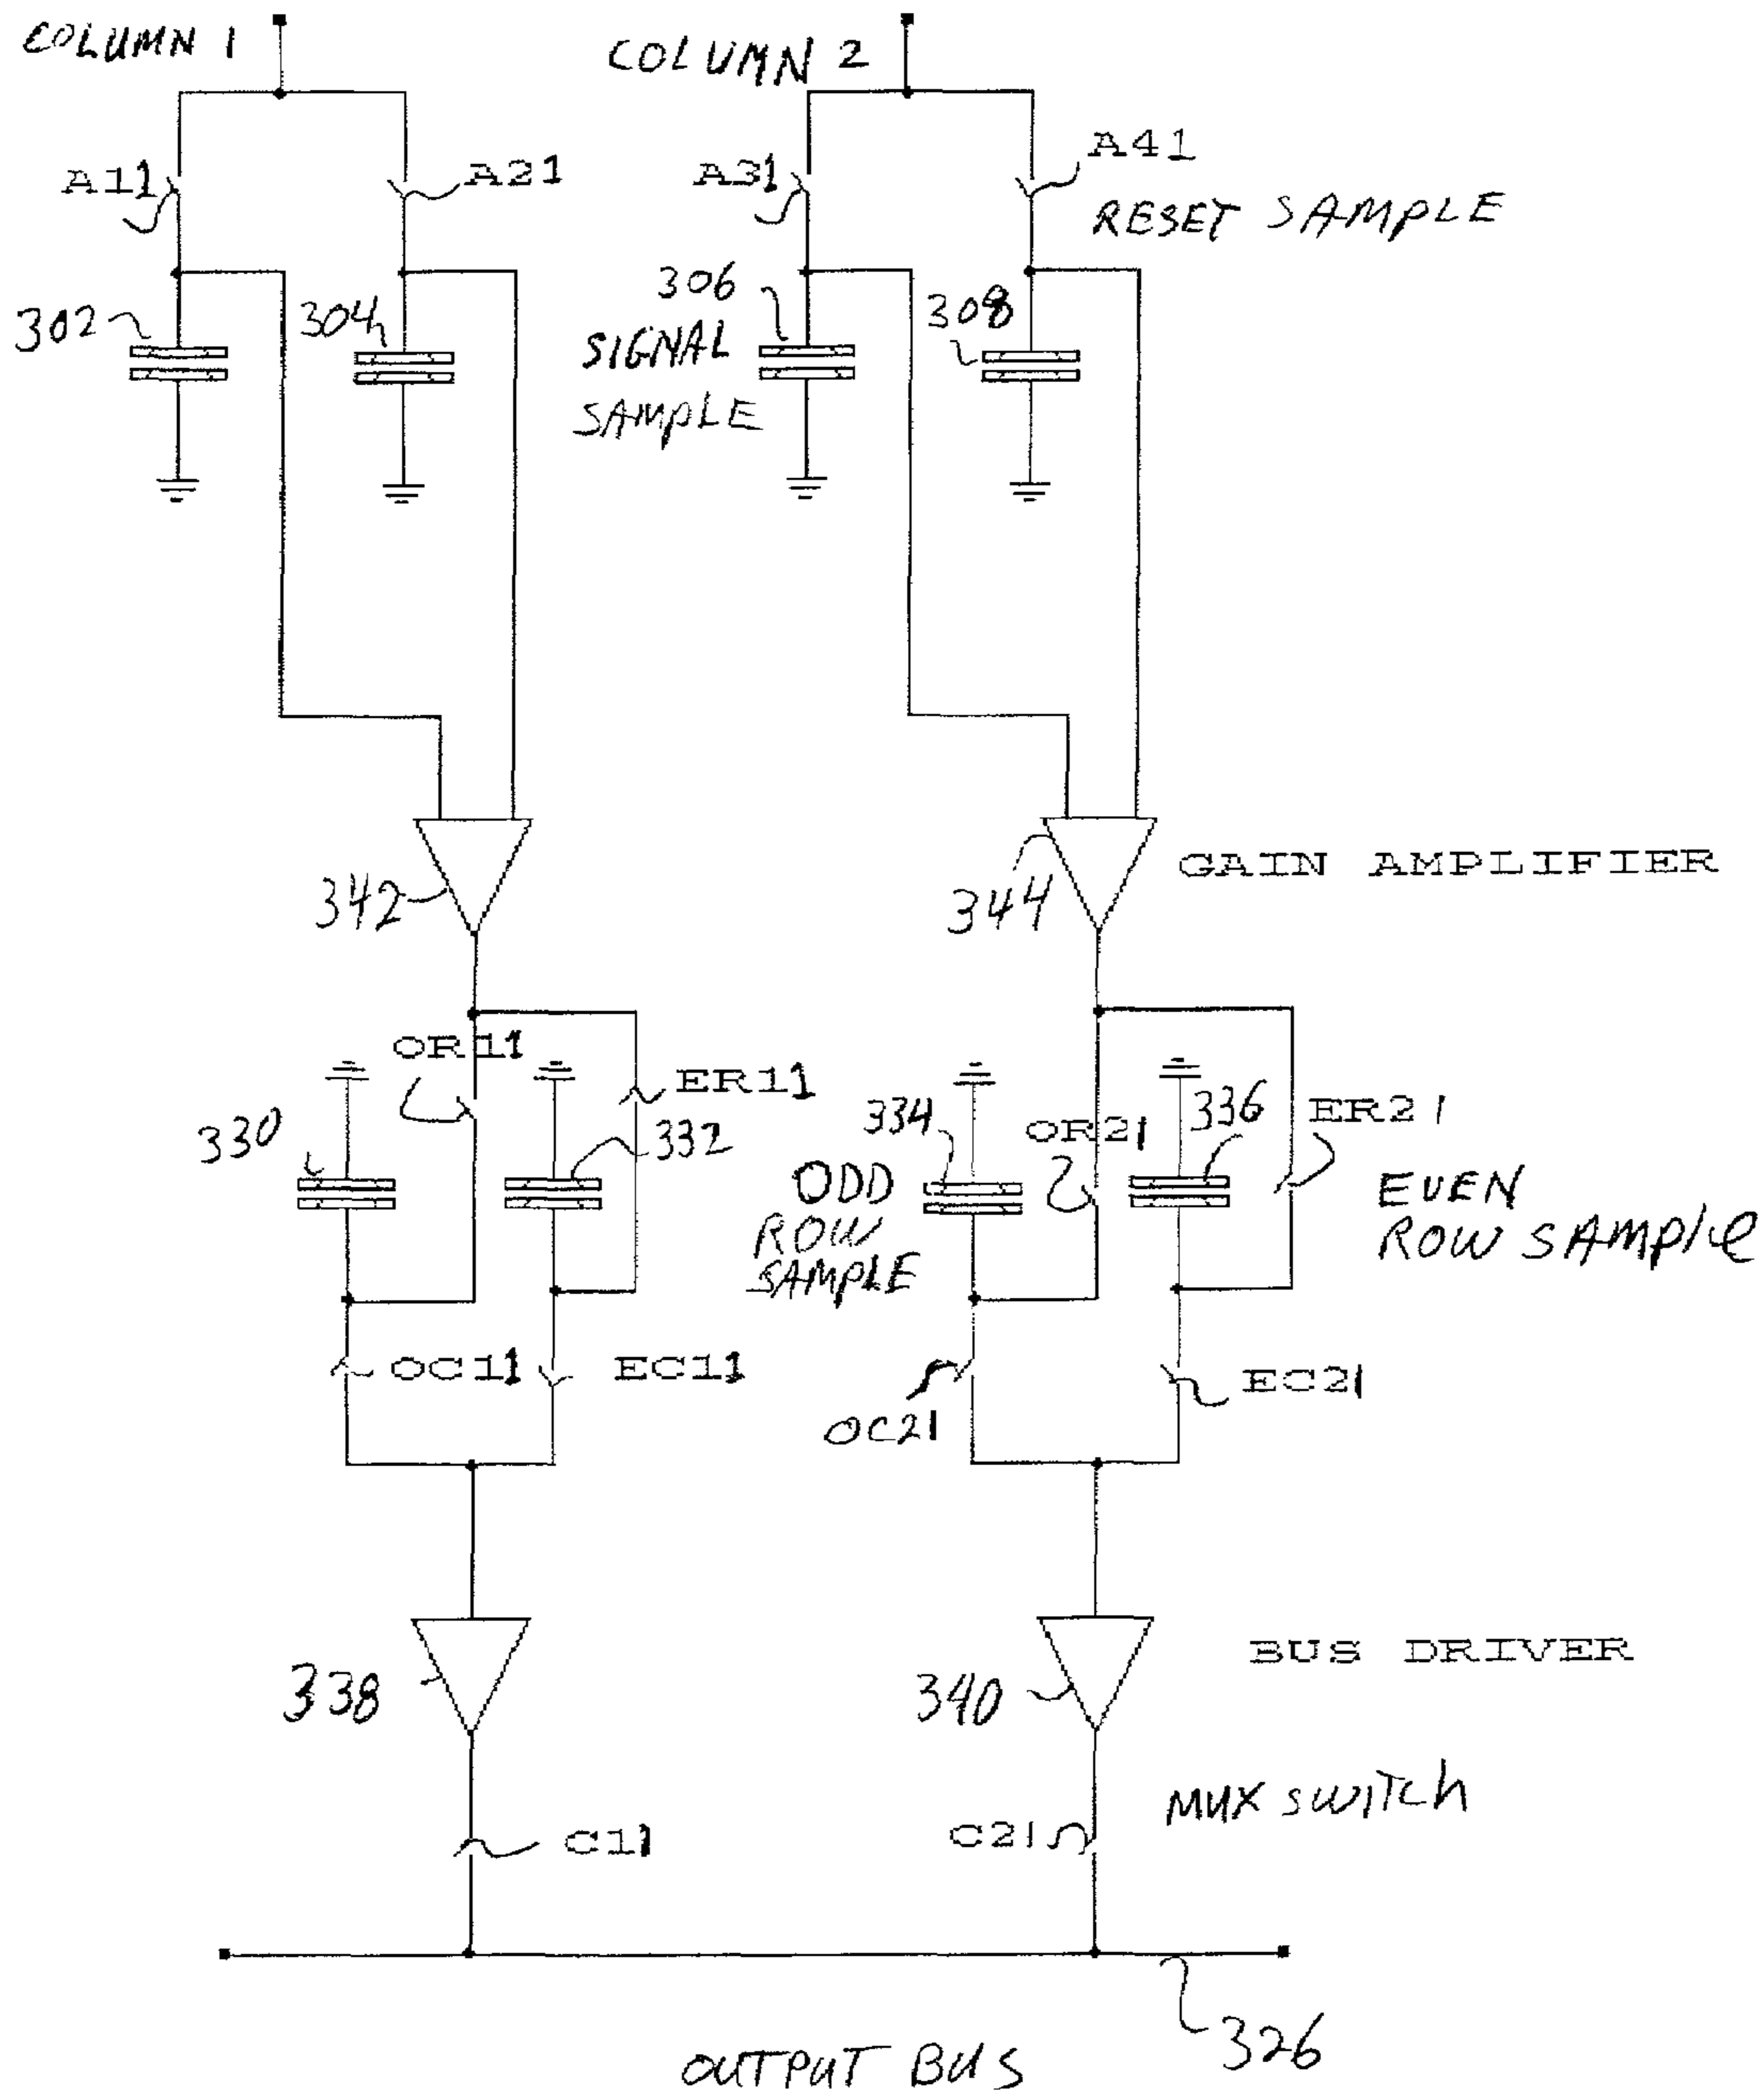 COLUMN 1
COLUMN 2
A11
A21
A31
A41
RESET SAMPLE
302
304
306
SIGNAL
SAMPLE
308
342
344
GAIN AMPLIFIER
OR11
ER11
330
332
334
ODD
ROW
SAMPLE
OR21
336
ER21
EVEN
ROW SAMPLE
OC11
EC11
OC21
EC21
338
340
BUS DRIVER
MUX SWITCH
C11
C21
326
OUTPUT BUS